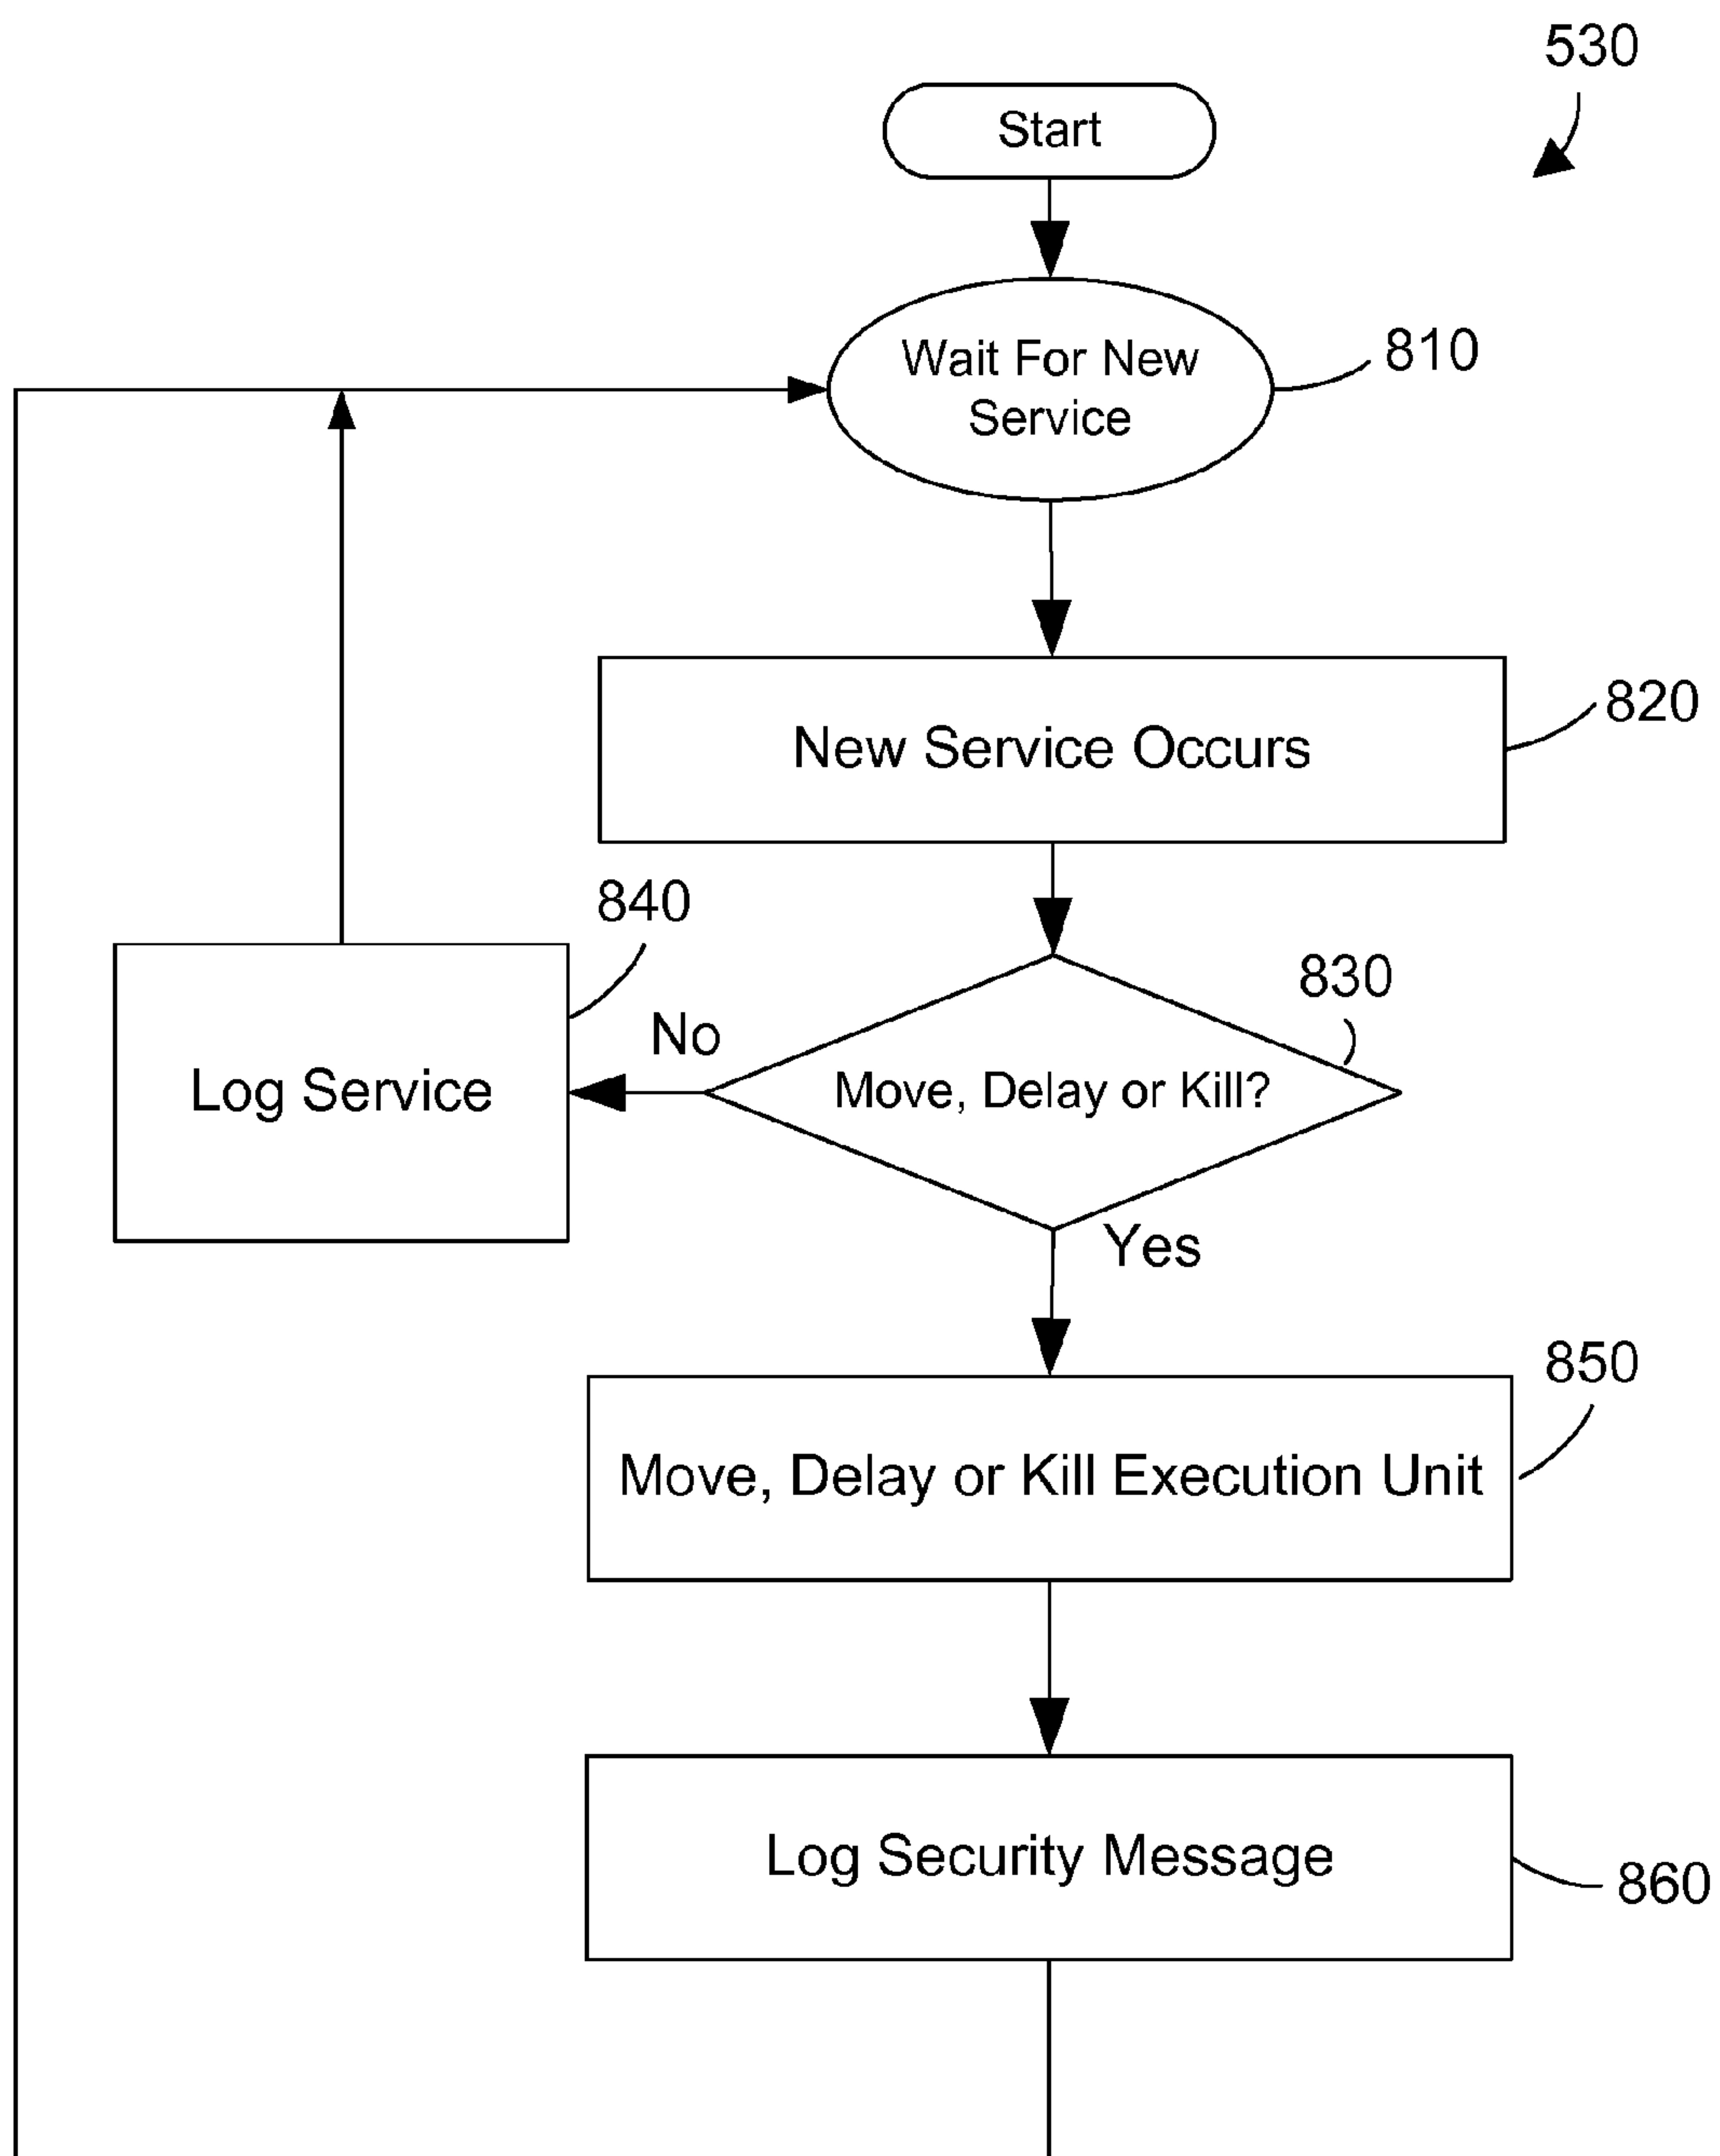 530
Start
Wait For New
Service
810
New Service Occurs
820
840
830
No
Log Service
Move, Delay or Kill?
Yes
850
Move, Delay or Kill Execution Unit
Log Security Message
860